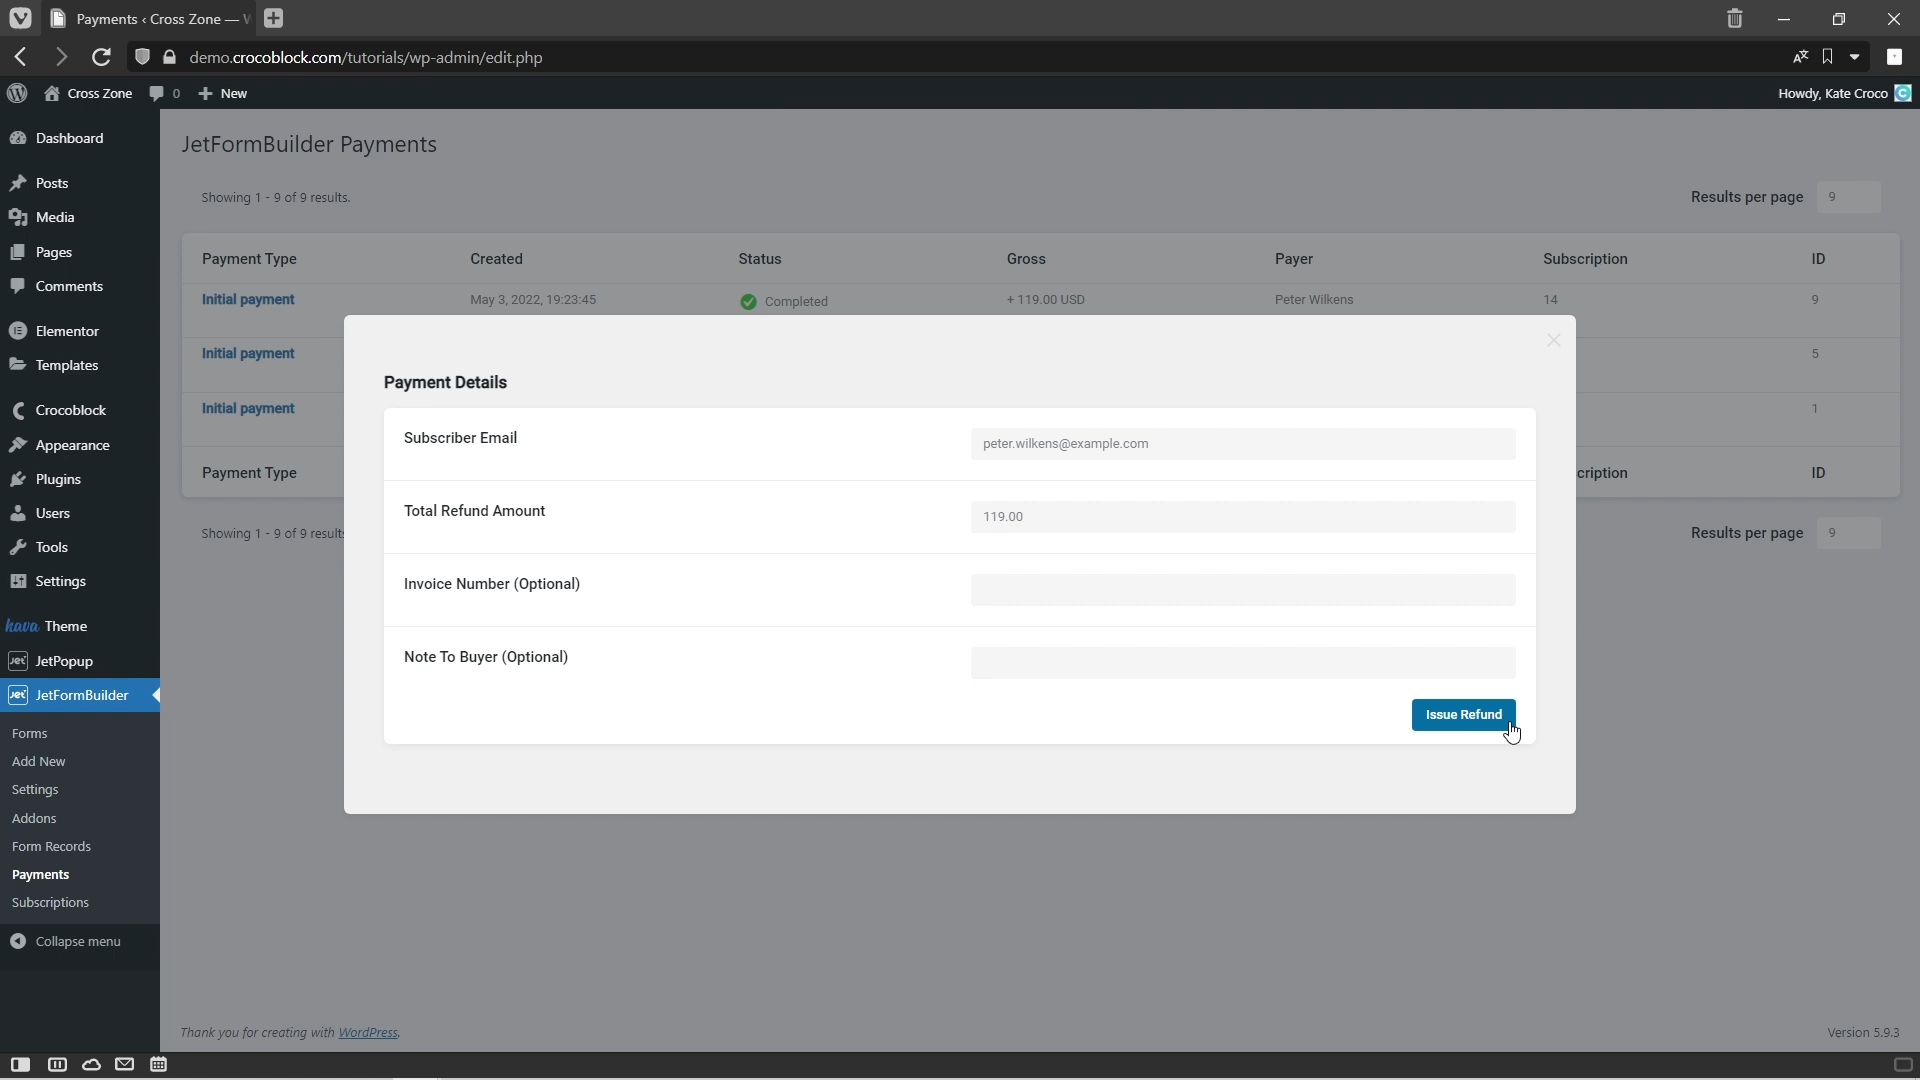 Payments ‹ Cross Zone — W
demo.crocoblock.com/tutorials/wp-admin/edit.php
Cross Zone
0
New
Howdy, Kate Croco
Dashboard
Posts
Media
Pages
Comments
Elementor
Templates
Crocoblock
Appearance
Plugins
Users
Tools
Settings
kava Theme
Jet JetPopup
Jet JetFormBuilder
Forms
Add New
Settings
Addons
Form Records
Payments
Subscriptions
Collapse menu
JetFormBuilder Payments
Showing 1 - 9 of 9 results.
Results per page 9
Payment Type Created Status Gross Payer Subscription ID
Initial payment May 3, 2022, 19:23:45 Completed + 119.00 USD Peter Wilkens 14 9
Initial payment 5
Initial payment 1
Payment Type cription ID
Showing 1 - 9 of 9 results
Results per page 9
Payment Details
Subscriber Email peter.wilkens@example.com
Total Refund Amount 119.00
Invoice Number (Optional)
Note To Buyer (Optional)
Issue Refund
Thank you for creating with WordPress.
Version 5.9.3